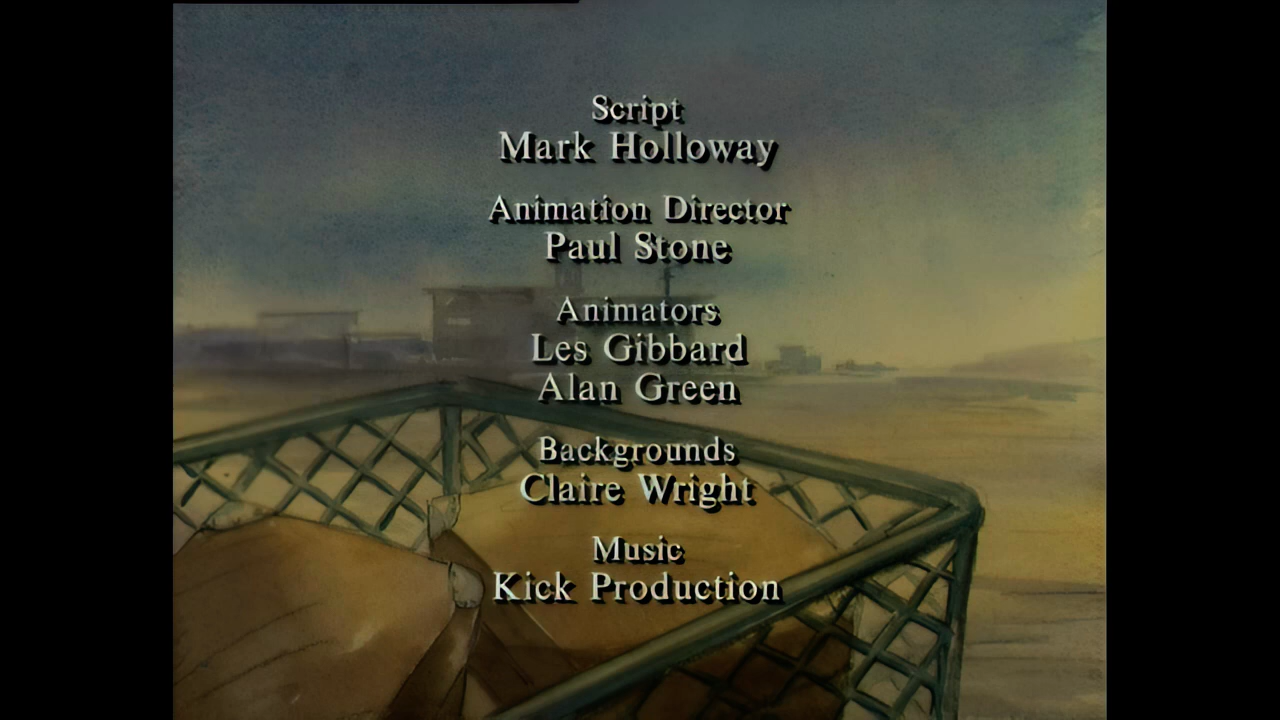 Script
Mark Holloway
Animation Director
Paul Stone
Animators
Les Gibbard
Alan Green
Backgrounds
Claire Wright
Music
Kick Production